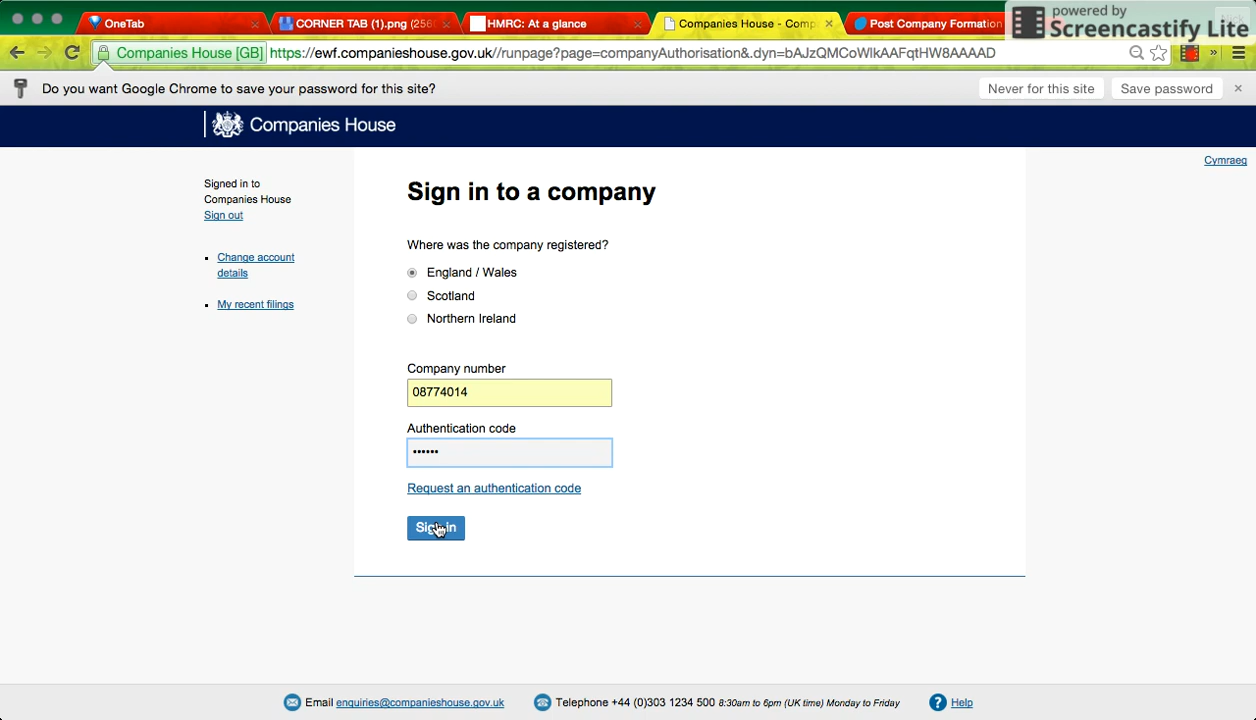 OneTab
CORNER TAB (1).png (256
HMRC: At a glance
Companies House - Comp
Post Company Formation
powered by
Screencastify Lite
Companies House [GB] https://ewf.companieshouse.gov.uk//runpage?page=companyAuthorisation&.dyn=bAJzQMCoWlkAAFqtHW8AAAAD
Do you want Google Chrome to save your password for this site?
Never for this site
Save password
Companies House
Cymraeg
Signed in to
Companies House
Sign out
Change account
details
My recent filings
Sign in to a company
Where was the company registered?
England / Wales
Scotland
Northern Ireland
Company number
08774014
Authentication code
••••••
Request an authentication code
Sign in
Email enquiries@companieshouse.gov.uk
Telephone +44 (0)303 1234 500 8:30am to 6pm (UK time) Monday to Friday
Help